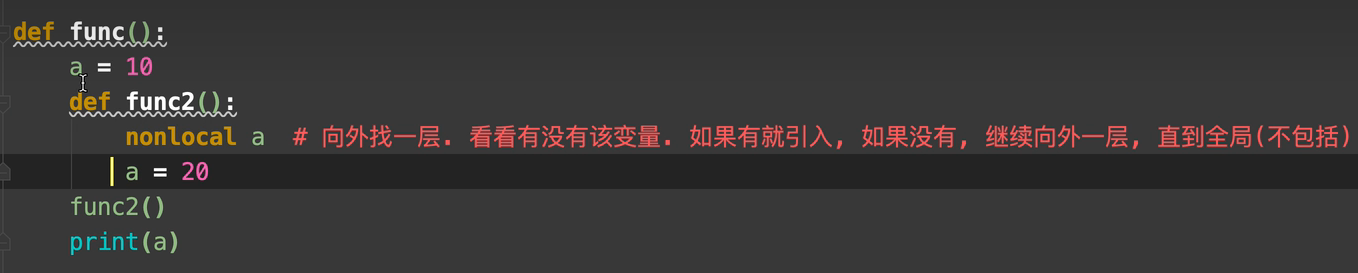 def func():
    a = 10
    def func2():
        nonlocal a  # 向外找一层. 看看有没有该变量. 如果有就引入, 如果没有, 继续向外一层, 直到全局(不包括)
        a = 20
    func2()
    print(a)